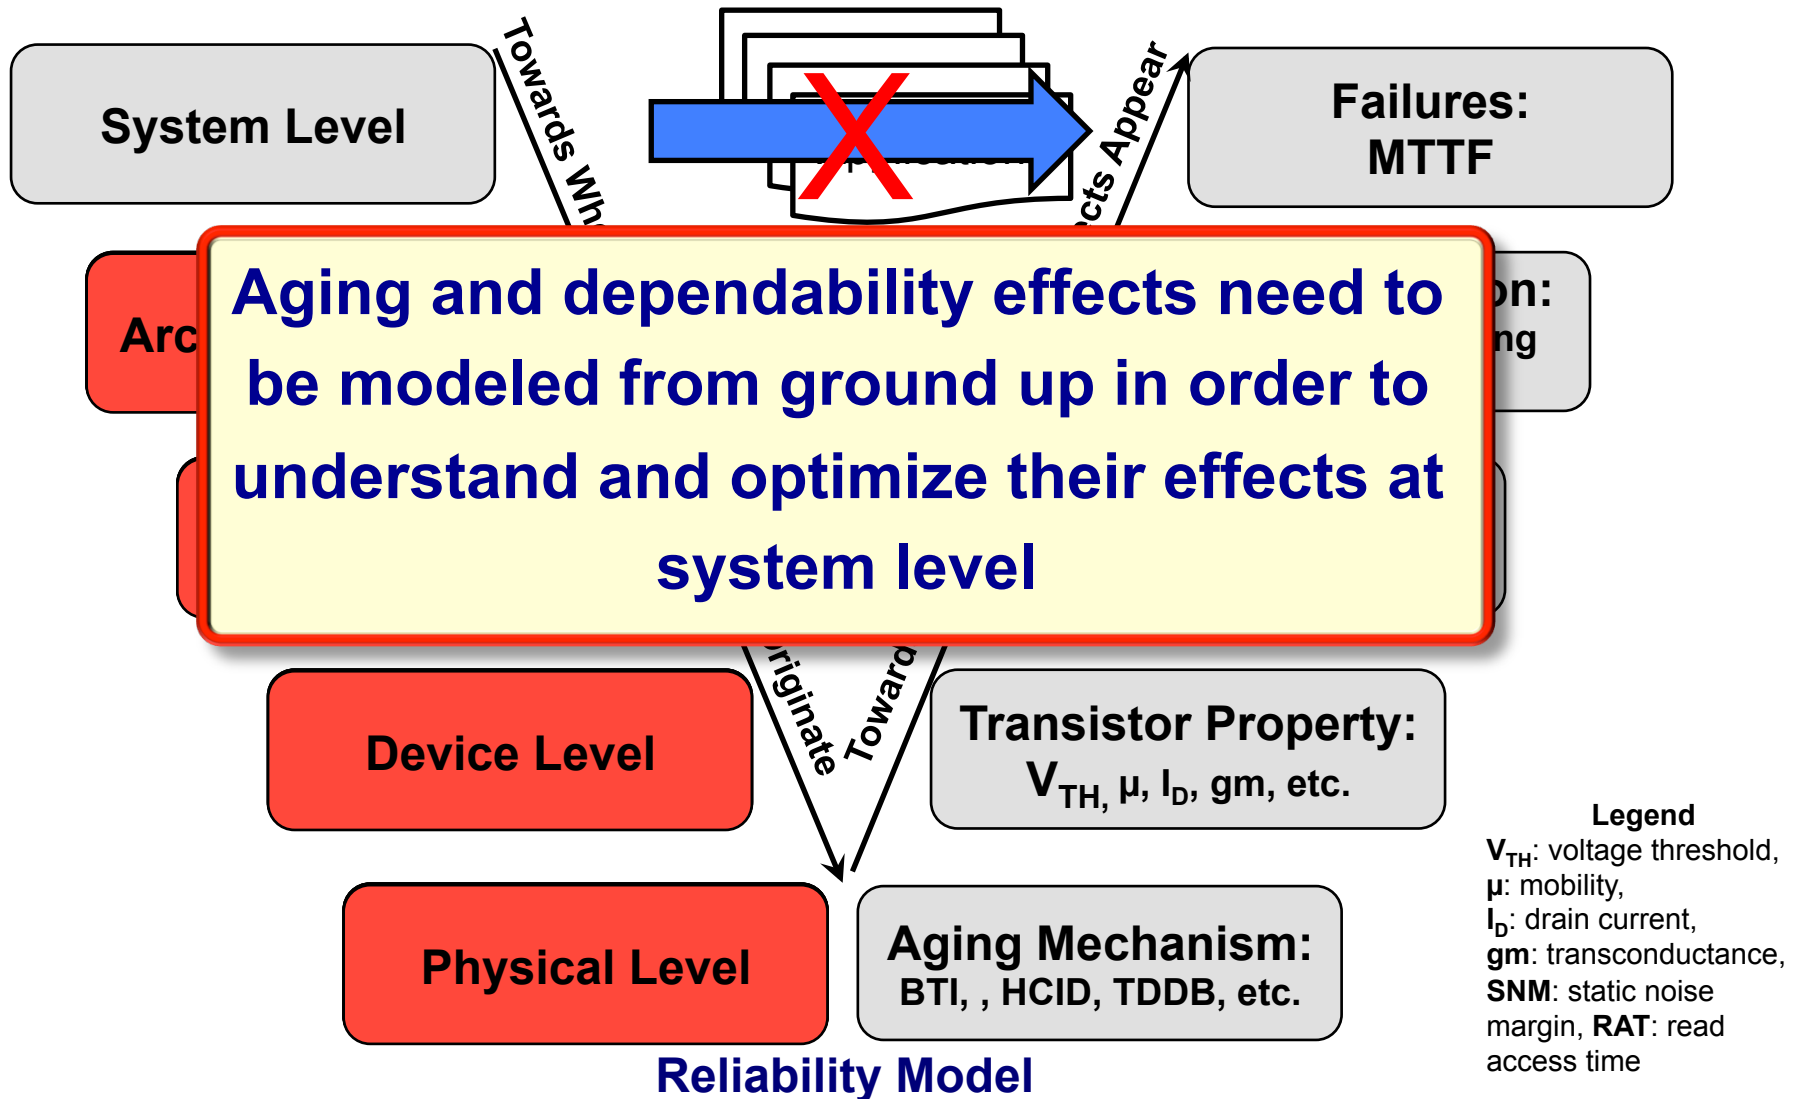 System Level
Towards Whe
X
Appear
Failures:
MTTF
Arc
on:
ng
Aging and dependability effects need to
be modeled from ground up in order to
understand and optimize their effects at
system level
Originate
Toward
Device Level
Transistor Property:
VTH, µ, ID, gm, etc.
Physical Level
Aging Mechanism:
BTI, , HCID, TDDB, etc.
Reliability Model
Legend
VTH: voltage threshold,
µ: mobility,
ID: drain current,
gm: transconductance,
SNM: static noise
margin, RAT: read
access time